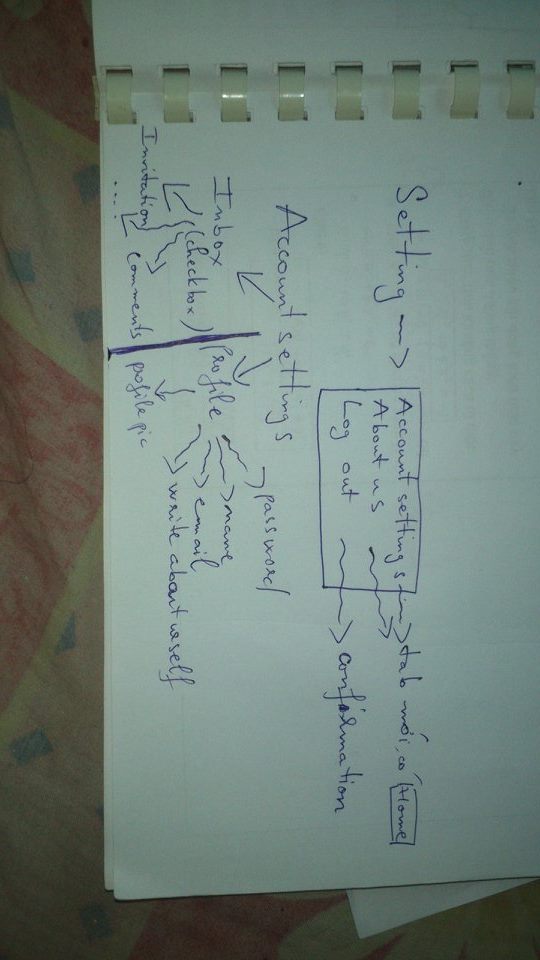 Setting → Account settings → tab mới, có Home
About us →
Log out → confirmation
Account settings
Inbox Profile → password
(checkbox) → name
→ email
→ write about urself
Invitation comments profile pic
...